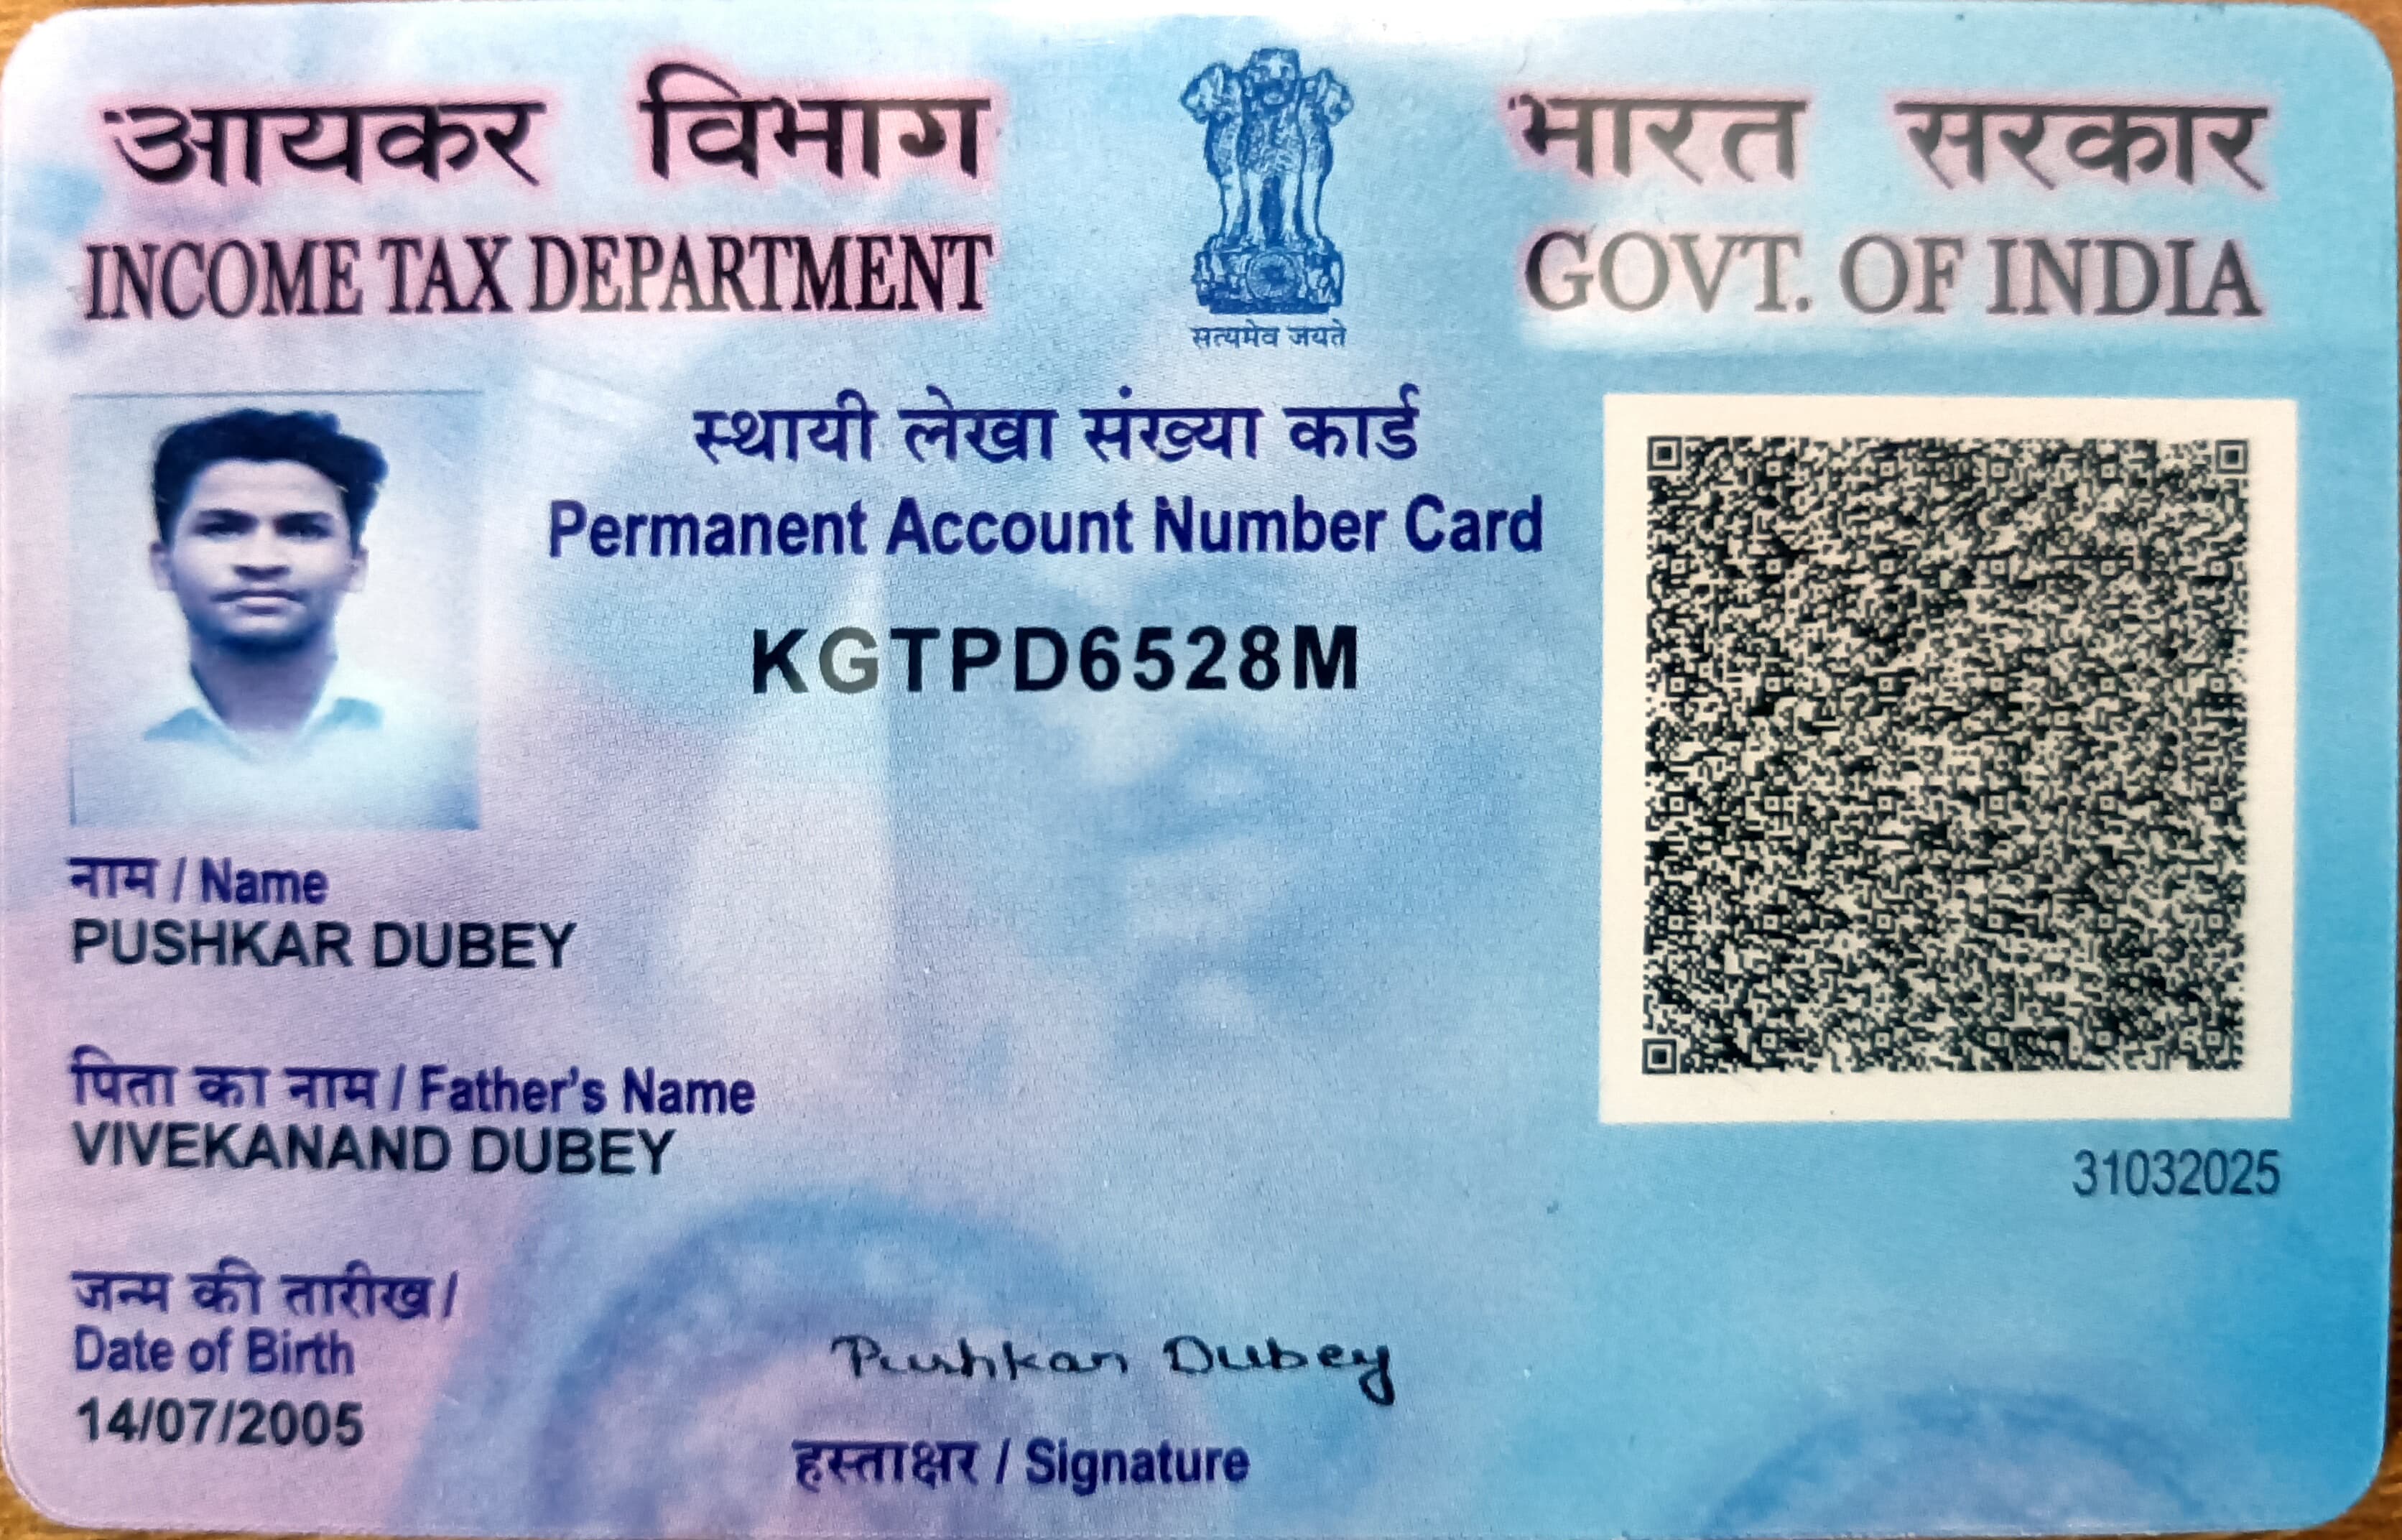 आयकर विभाग
INCOME TAX DEPARTMENT
सत्यमेव जयते
भारत सरकार
GOVT. OF INDIA
स्थायी लेखा संख्या कार्ड
Permanent Account Number Card
KGTPD6528M
नाम / Name
PUSHKAR DUBEY
पिता का नाम / Father's Name
VIVEKANAND DUBEY
31032025
जन्म की तारीख /
Date of Birth
14/07/2005
Pushkar Dubey
हस्ताक्षर / Signature